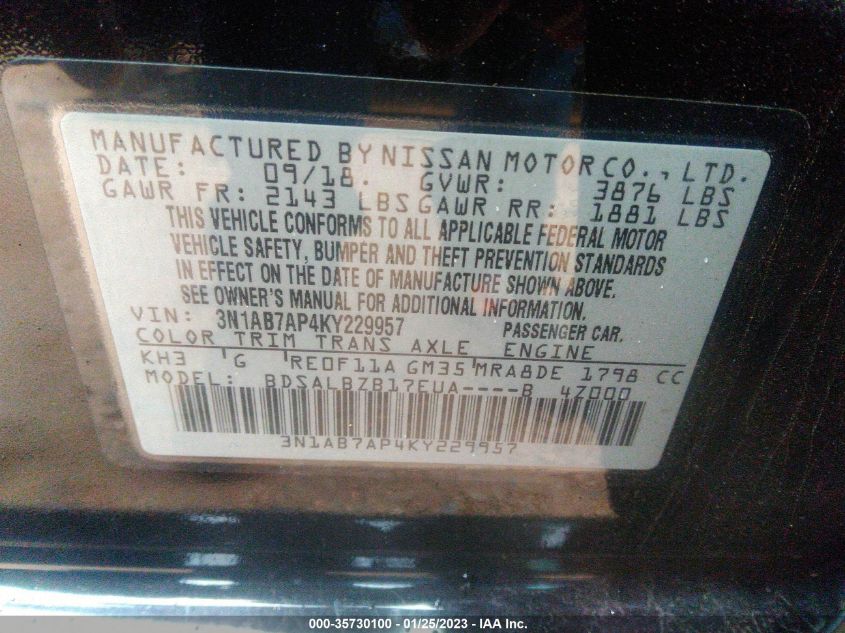 MANUFACTURED BY NISSAN MOTOR CO., LTD.
DATE: 09/18. GVWR: 3876 LBS
GAWR FR: 2143 LBS GAWR RR: 1881 LBS
THIS VEHICLE CONFORMS TO ALL APPLICABLE FEDERAL MOTOR
VEHICLE SAFETY, BUMPER AND THEFT PREVENTION STANDARDS
IN EFFECT ON THE DATE OF MANUFACTURE SHOWN ABOVE.
SEE OWNER'S MANUAL FOR ADDITIONAL INFORMATION.
VIN: 3N1AB7AP4KY229957 PASSENGER CAR.
COLOR TRIM TRANS AXLE ENGINE
KH3 G RE0F11A GM35 MRA8DE 1798 CC
MODEL: BDSALBZB17EUA----B 4Z000
3N1AB7AP4KY229957
000-35730100 - 01/25/2023 - IAA Inc.